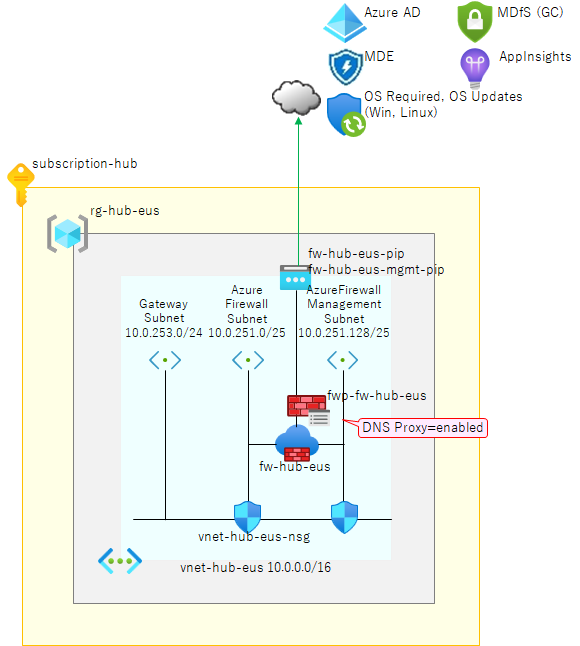 Azure AD
MDfS (GC)
MDE
AppInsights
OS Required, OS Updates
(Win, Linux)
subscription-hub
rg-hub-eus
fw-hub-eus-pip
fw-hub-eus-mgmt-pip
Gateway
Subnet
10.0.253.0/24
Azure
Firewall
Subnet
10.0.251.0/25
AzureFirewall
Management
Subnet
10.0.251.128/25
fwp-fw-hub-eus
DNS Proxy=enabled
fw-hub-eus
vnet-hub-eus-nsg
vnet-hub-eus 10.0.0.0/16